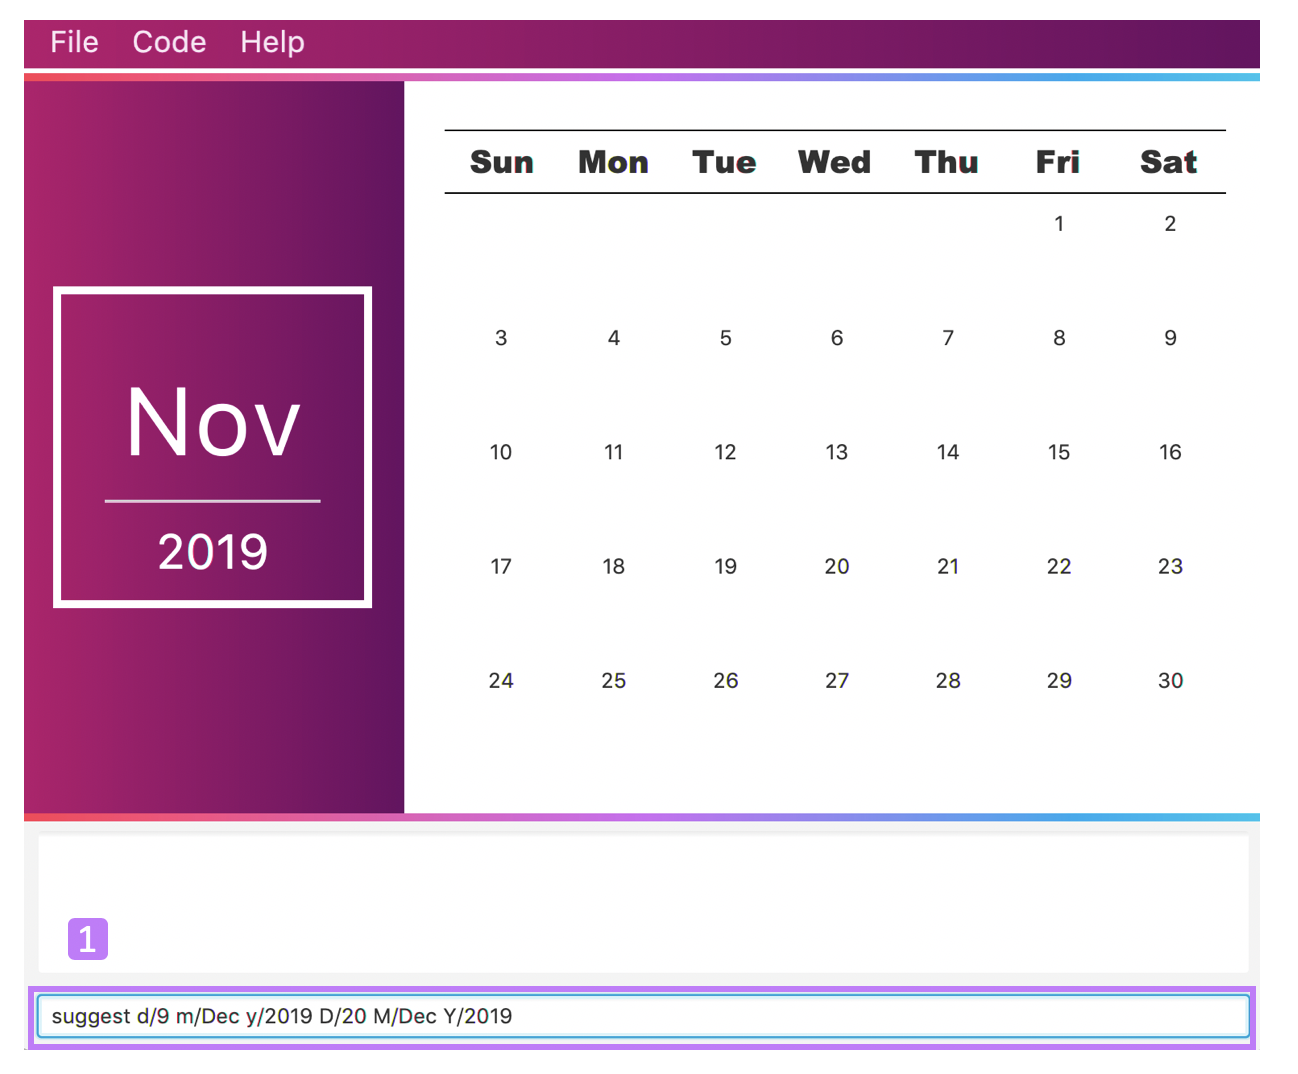 File Code Help
Sun Mon Tue Wed Thu Fri Sat
1 2
3 4 5 6 7 8 9
Nov
10 11 12 13 14 15 16
2019
17 18 19 20 21 22 23
24 25 26 27 28 29 30
1
suggest d/9 m/Dec y/2019 D/20 M/Dec Y/2019